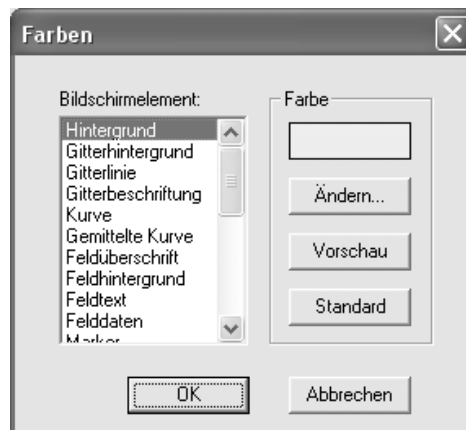 Farben
Bildschirmelement:
Hintergrund
Gitterhintergrund
Gitterlinie
Gitterbeschriftung
Kurve
Gemittelte Kurve
Feldüberschrift
Feldhintergrund
Feldtext
Felddaten
Marker
Farbe
Ändern...
Vorschau
Standard
OK
Abbrechen